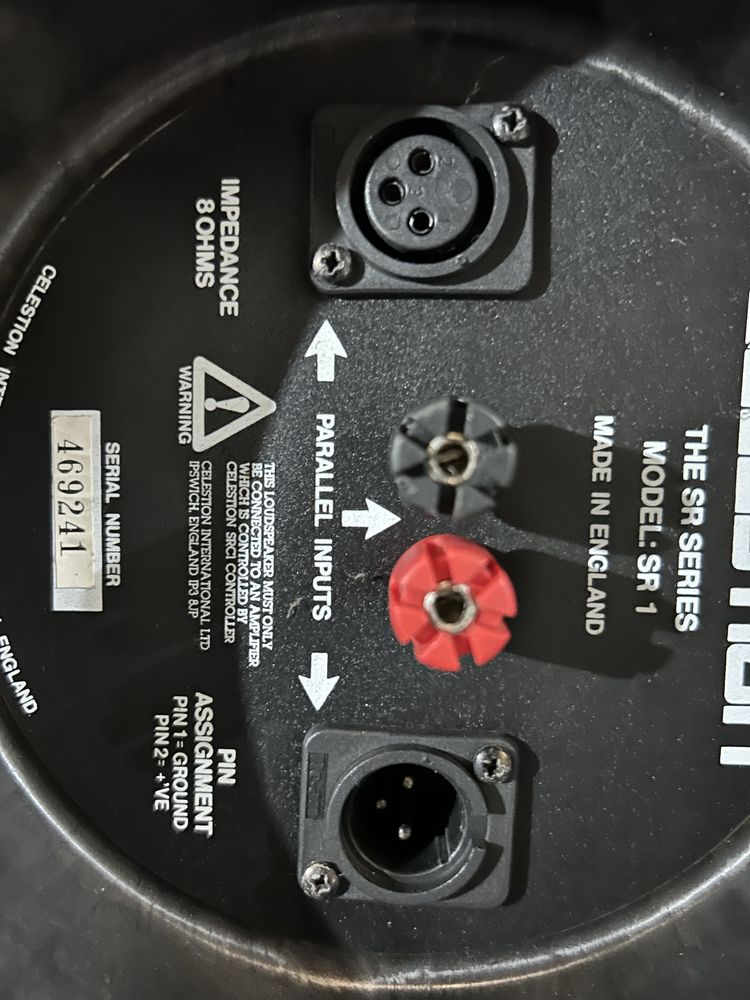 THE SR SERIES
MODEL: SR 1
MADE IN ENGLAND
PARALLEL INPUTS
IMPEDANCE
8 OHMS
WARNING
THIS LOUDSPEAKER MUST ONLY
BE CONNECTED TO AN AMPLIFIER
WHICH IS CONTROLLED BY
CELESTION SRC1 CONTROLLER
CELESTION INTERNATIONAL LTD
IPSWICH, ENGLAND IP3 8JP
PIN
ASSIGNMENT
PIN 1 = GROUND
PIN 2 = +VE
SERIAL NUMBER
469241
CELESTION
ENGLAND